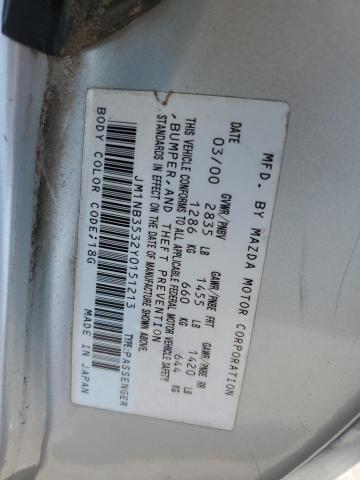 MFD. BY MAZDA MOTOR CORPORATION
DATE GVWR/PNBV GAWR/PNBE FRT GAWR/PNBE RR
03/00 2835 LB 1455 LB 1420 LB
1286 KG 660 KG 644 KG
THIS VEHICLE CONFORMS TO ALL APPLICABLE FEDERAL MOTOR VEHICLE SAFETY
, BUMPER, AND THEFT PREVENTION
STANDARDS IN EFFECT ON THE DATE OF MANUFACTURE SHOWN ABOVE.
JM1NB3532Y0151213 TYPE:PASSENGER
BODY COLOR CODE:18G MADE IN JAPAN